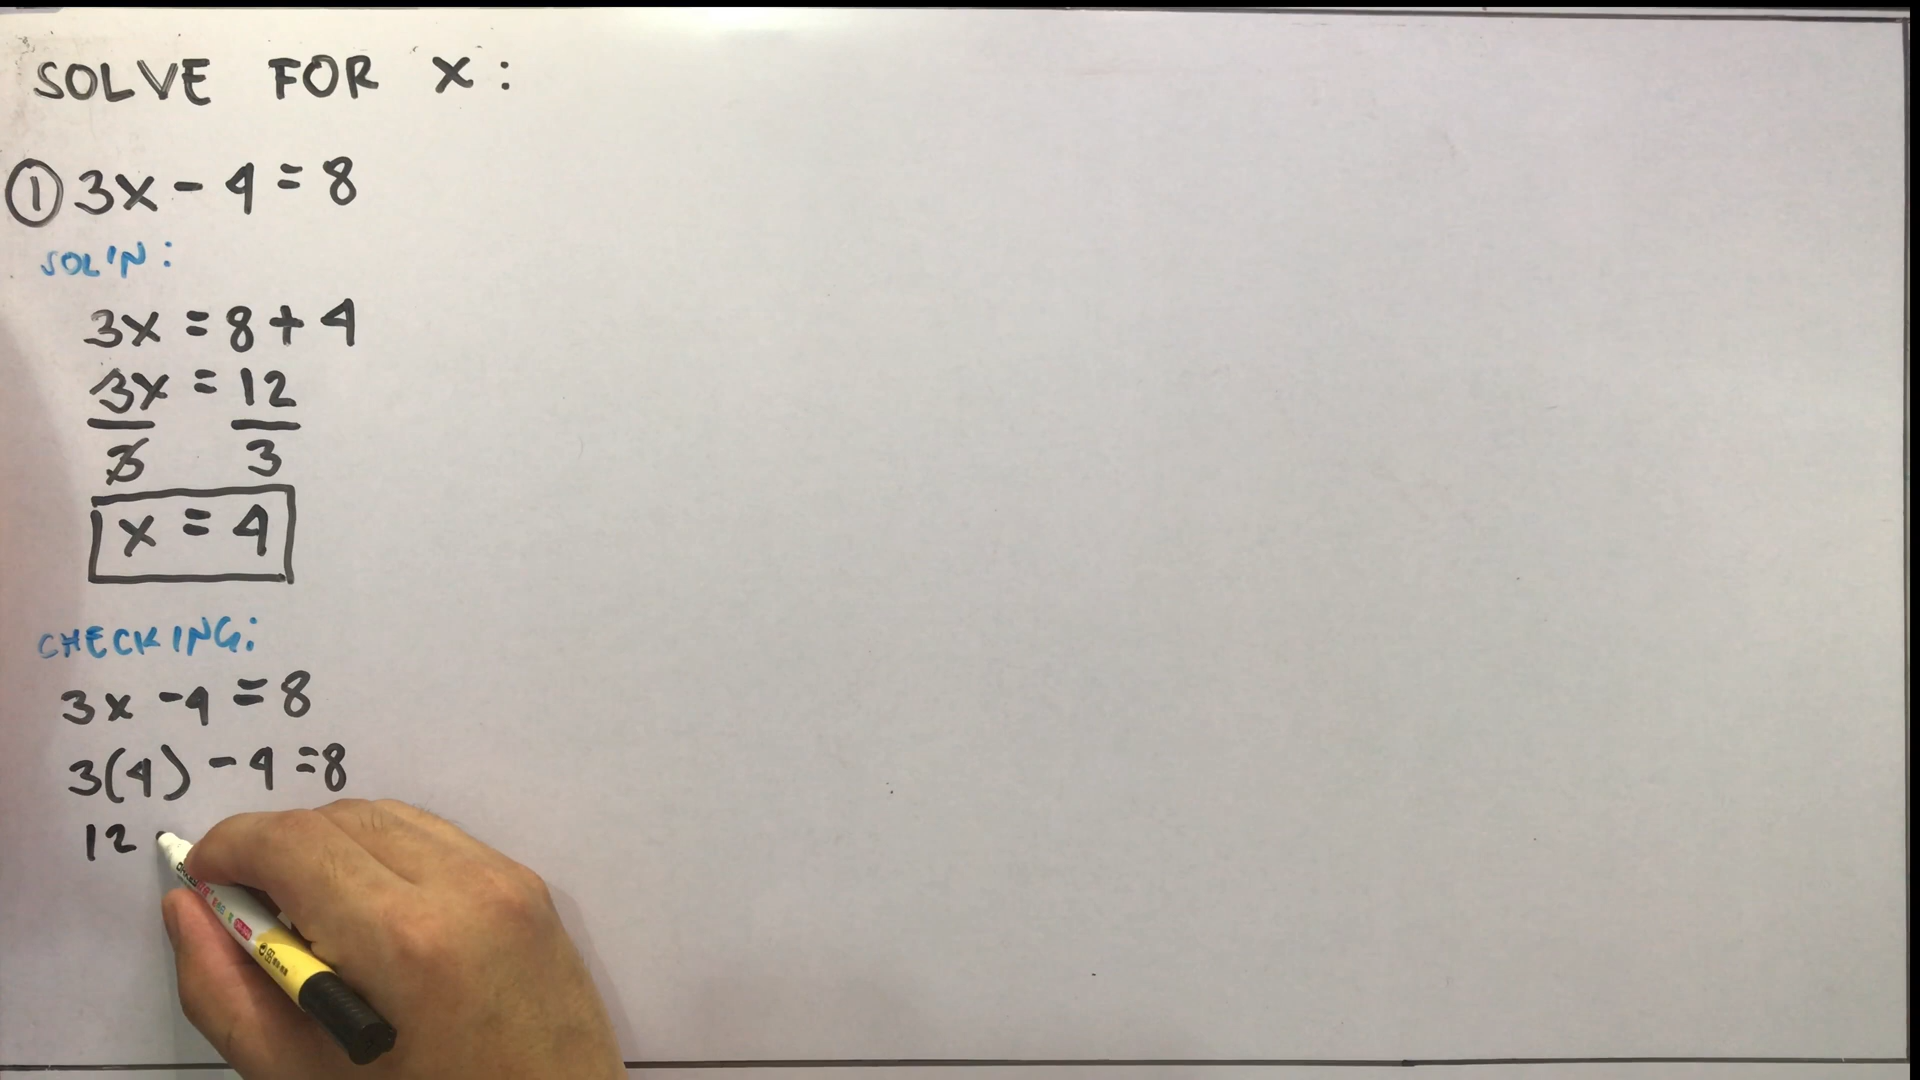 SOLVE FOR X:
① 3x - 4 = 8
SOL'N:
3x = 8 + 4
3x = 12
3 3
x = 4
CHECKING:
3x - 4 = 8
3(4) - 4 = 8
12